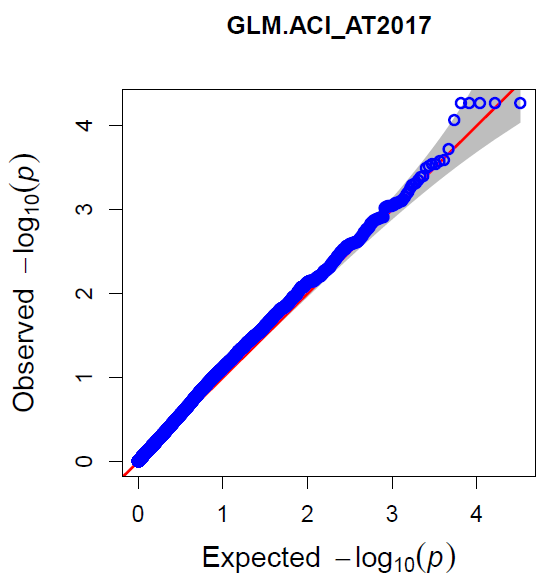 GLM.ACI_AT2017
Observed −log₁₀(p)
4
3
2
1
0
0 1 2 3 4
Expected −log₁₀(p)